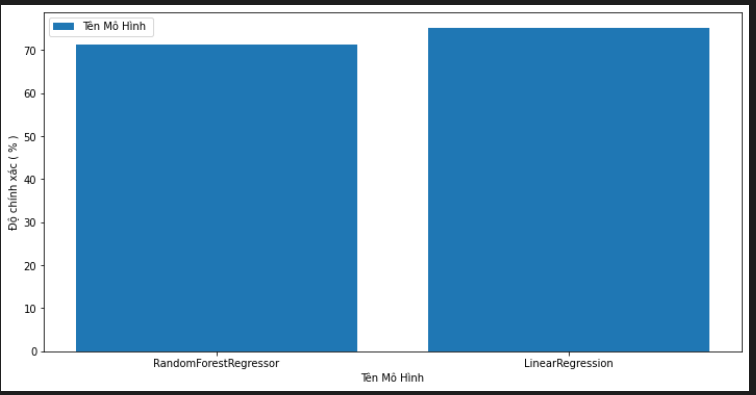 Tên Mô Hình
Độ chính xác ( % )
70
60
50
40
30
20
10
0
RandomForestRegressor
LinearRegression
Tên Mô Hình